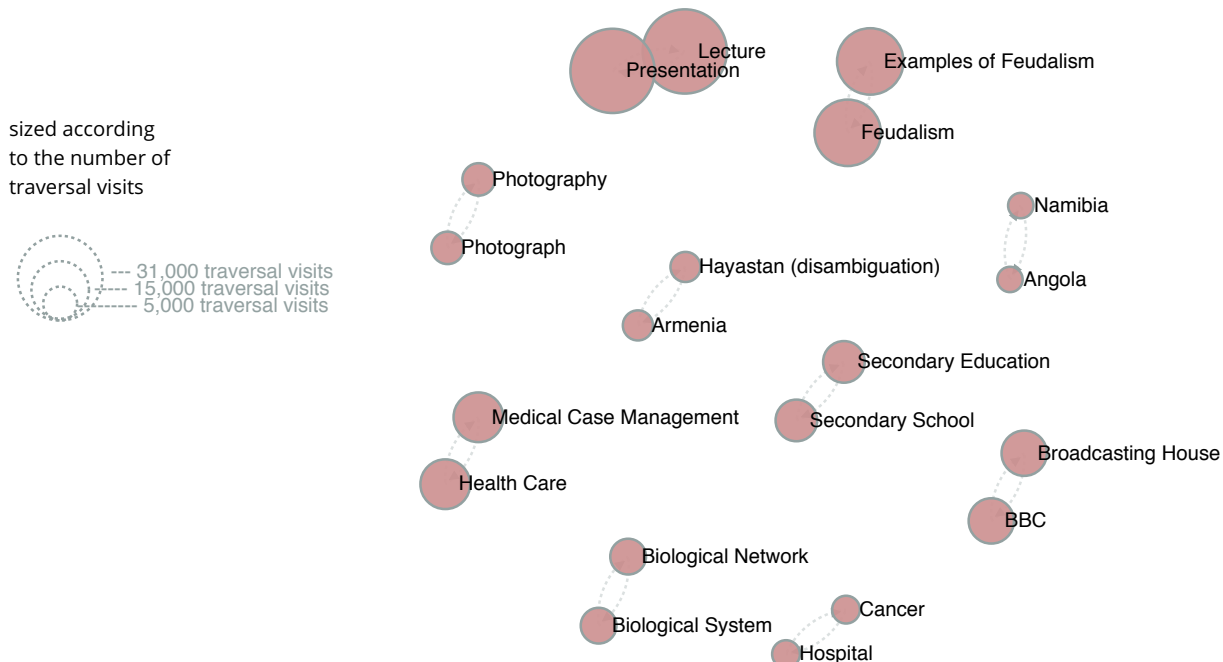 Lecture
Presentation
Examples of Feudalism
Feudalism
sized according
to the number of
traversal visits
Photography
Photograph
Namibia
Angola
31,000 traversal visits
15,000 traversal visits
5,000 traversal visits
Hayastan (disambiguation)
Armenia
Secondary Education
Secondary School
Medical Case Management
Health Care
Broadcasting House
BBC
Biological Network
Biological System
Cancer
Hospital